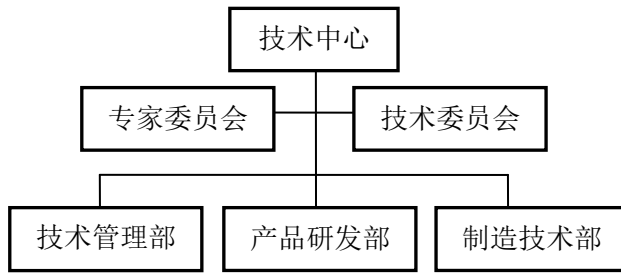 技术中心
专家委员会
技术委员会
技术管理部
产品研发部
制造技术部